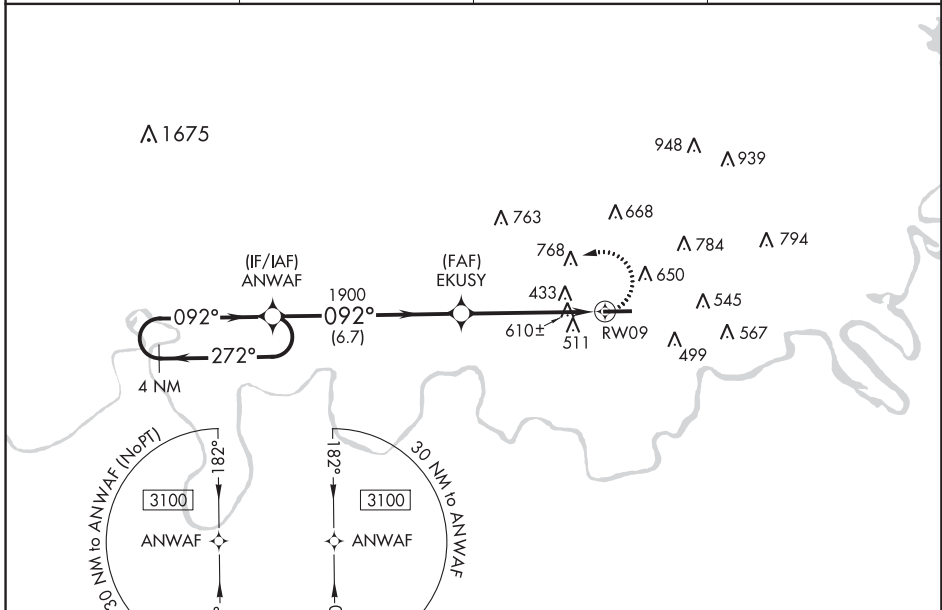 1675
948
939
763
668
768
784
794
(IF/IAF)
ANWAF
(FAF)
EKUSY
650
1900
433
545
092°
092°
(6.7)
610±
511
RW09
567
499
272°
4 NM
30 NM to ANWAF (NoPT)
182°
3100
ANWAF
182°
30 NM to ANWAF
3100
ANWAF